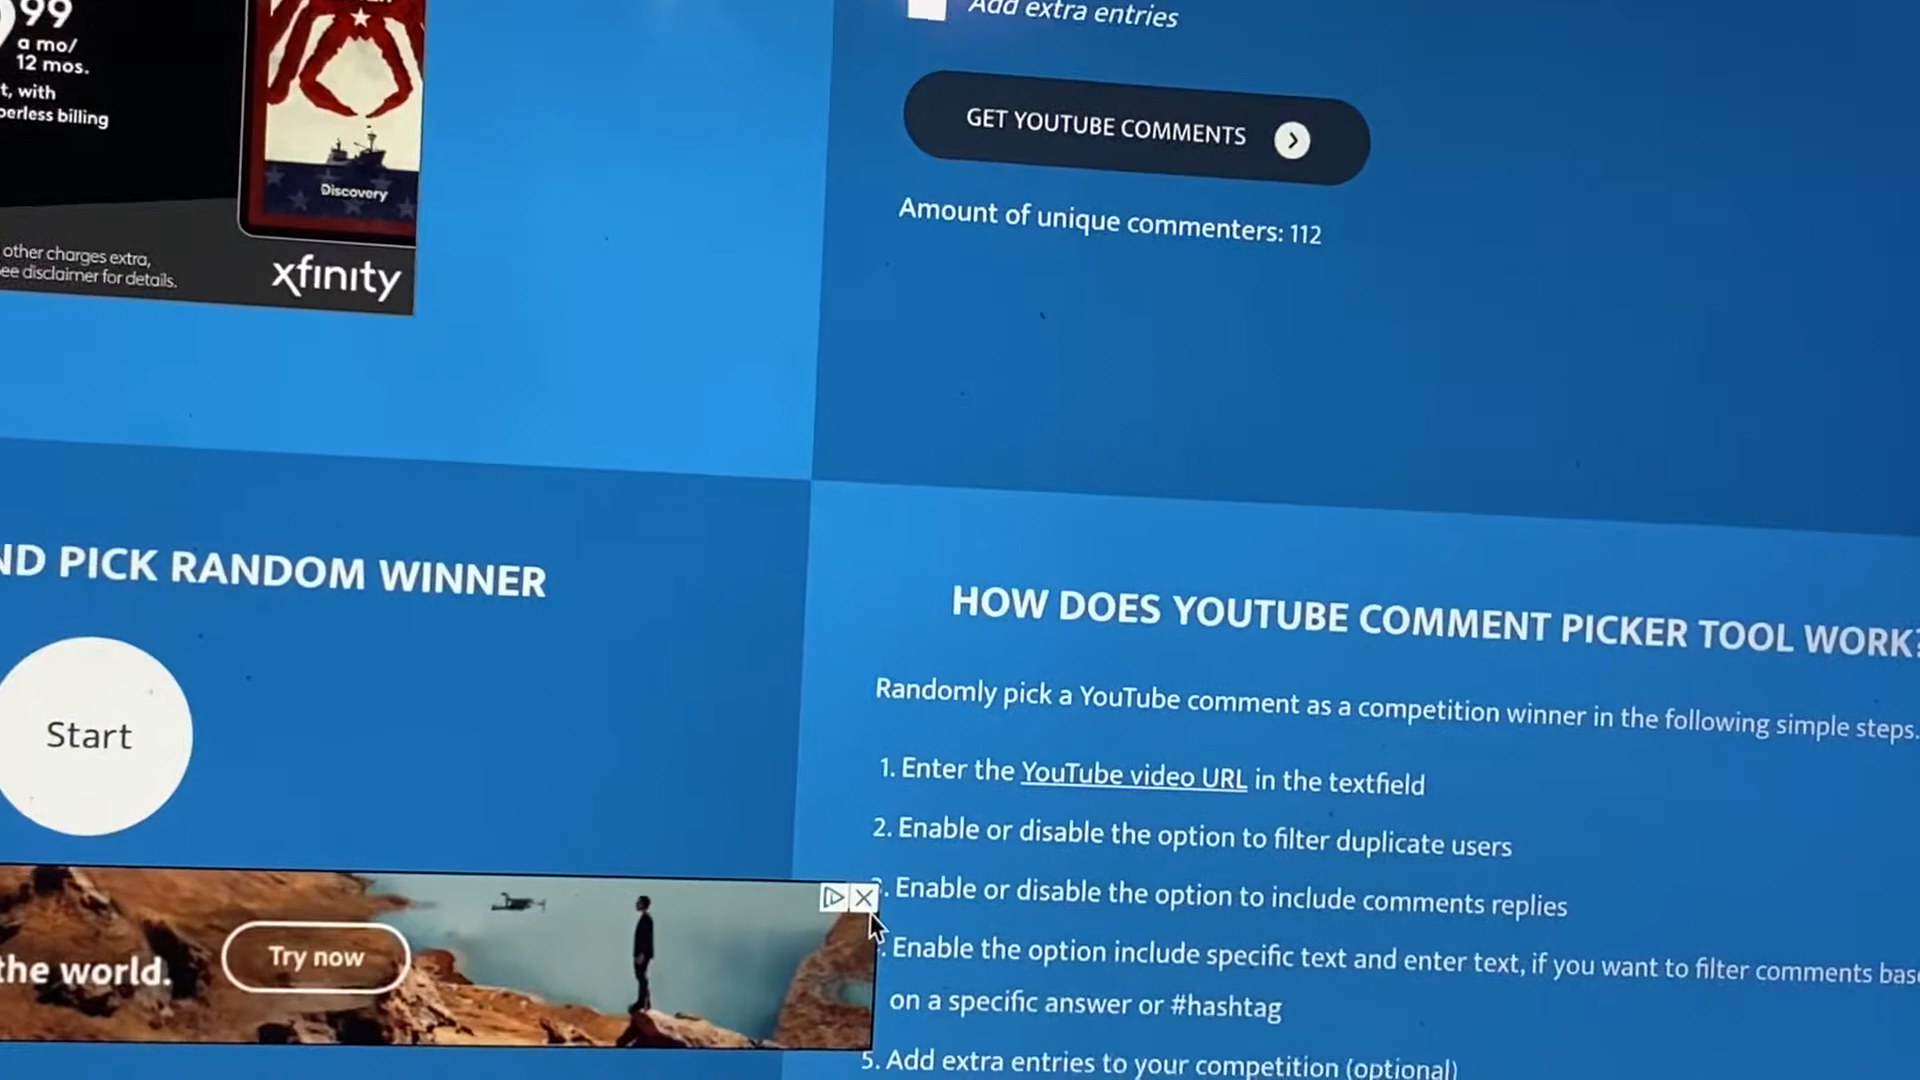 99
a mo/
12 mos.
t, with
perless billing
Discovery
other charges extra,
ee disclaimer for details.
xfinity
Add extra entries
GET YOUTUBE COMMENTS
Amount of unique commenters: 112
ND PICK RANDOM WINNER
Start
the world.
Try now
HOW DOES YOUTUBE COMMENT PICKER TOOL WORK?
Randomly pick a YouTube comment as a competition winner in the following simple steps.
1. Enter the YouTube video URL in the textfield
2. Enable or disable the option to filter duplicate users
. Enable or disable the option to include comments replies
. Enable the option include specific text and enter text, if you want to filter comments bas
on a specific answer or #hashtag
5. Add extra entries to your competition (optional)